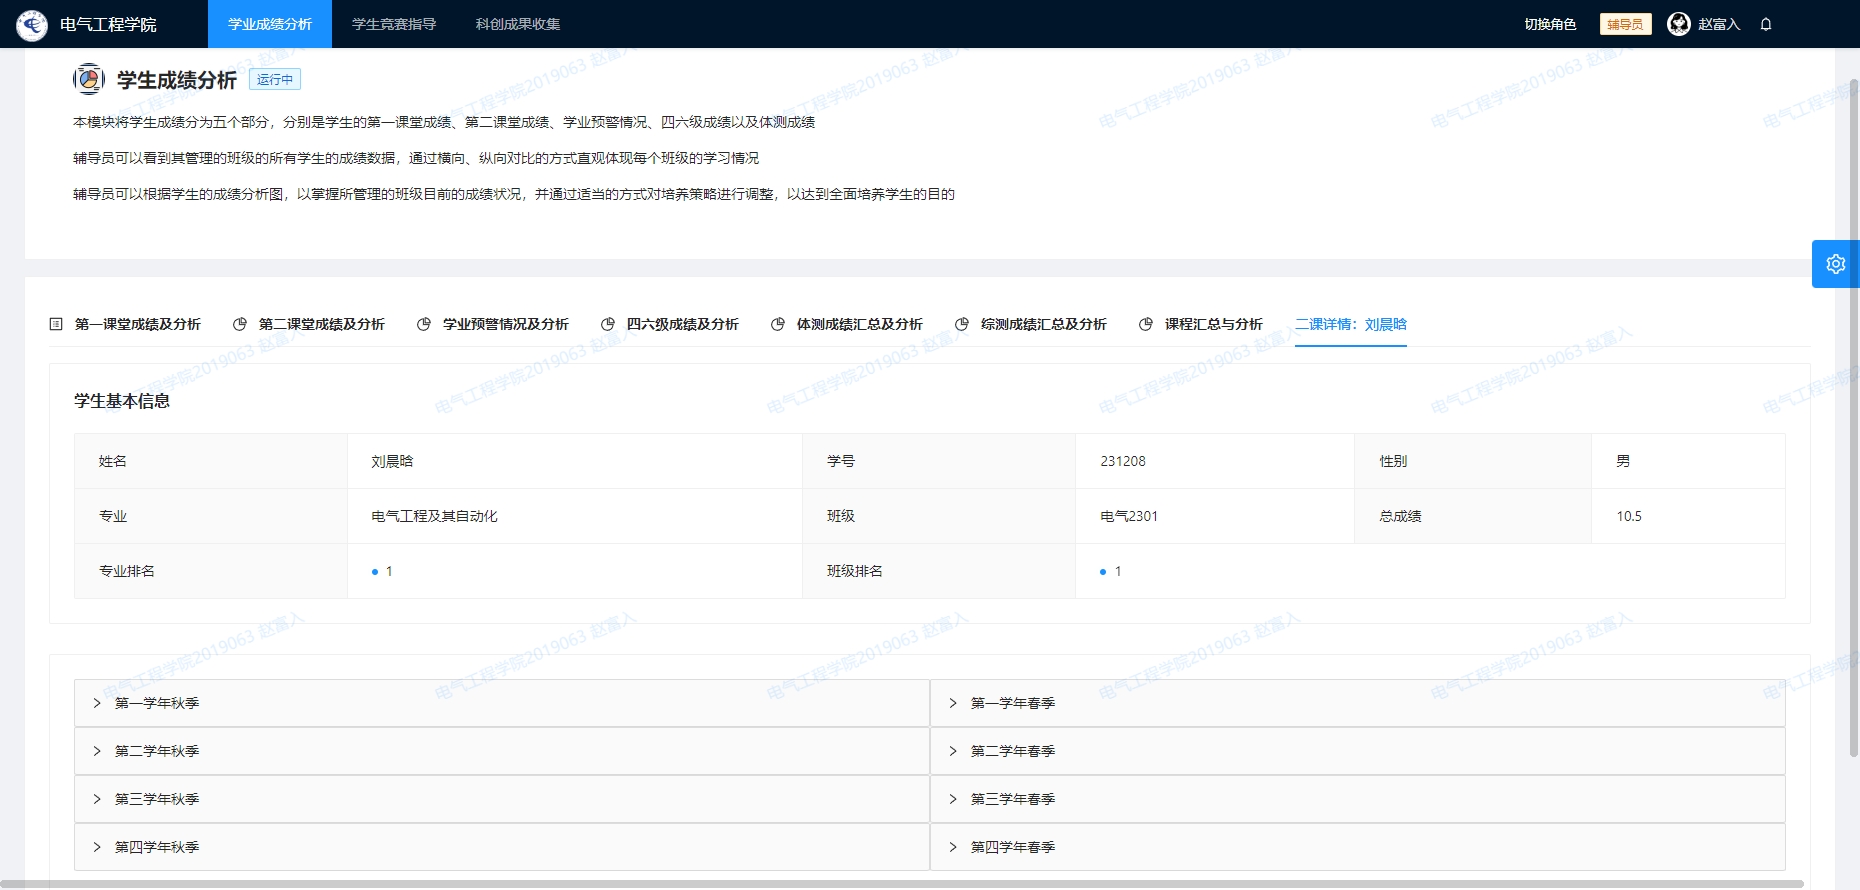 电气工程学院 学业成绩分析 学生竞赛指导 科创成果收集 切换角色 辅导员 赵富入
学生成绩分析 运行中
本模块将学生成绩分为五个部分，分别是学生的第一课堂成绩、第二课堂成绩、学业预警情况、四六级成绩以及体测成绩
辅导员可以看到其管理的班级的所有学生的成绩数据，通过横向、纵向对比的方式直观体现每个班级的学习情况
辅导员可以根据学生的成绩分析图，以掌握所管理的班级目前的成绩状况，并通过适当的方式对培养策略进行调整，以达到全面培养学生的目的
第一课堂成绩及分析 第二课堂成绩及分析 学业预警情况及分析 四六级成绩及分析 体测成绩汇总及分析 综测成绩汇总及分析 课程汇总与分析 二课详情：刘晨晗
学生基本信息
姓名 刘晨晗 学号 231208 性别 男
专业 电气工程及其自动化 班级 电气2301 总成绩 10.5
专业排名 1 班级排名 1
第一学年秋季 第一学年春季
第二学年秋季 第二学年春季
第三学年秋季 第三学年春季
第四学年秋季 第四学年春季
电气工程学院2019063 赵富入